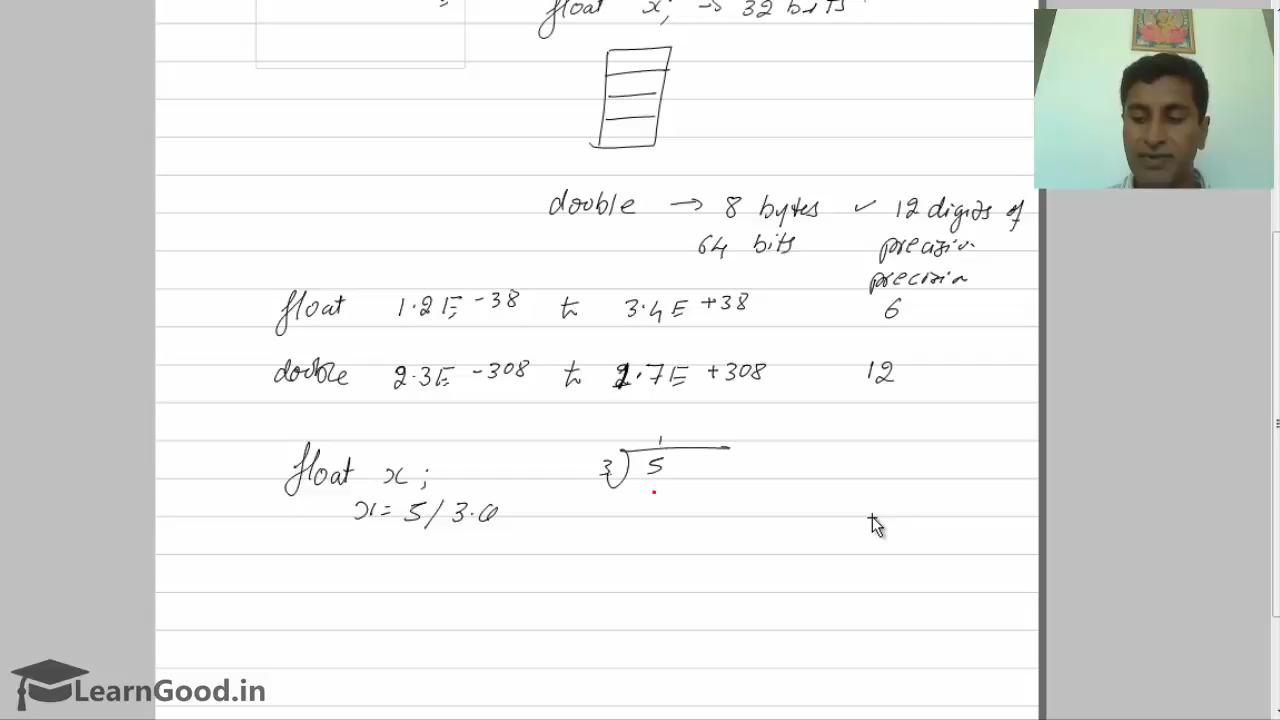 float x; → 32 bits
double → 8 bytes ✓ 12 digits of
64 bits precision
precision
float 1.2E-38 to 3.4E+38 6
double 2.3E-308 to 1.7E+308 12
float x; 1
3 5
x = 5/3.0
LearnGood.in